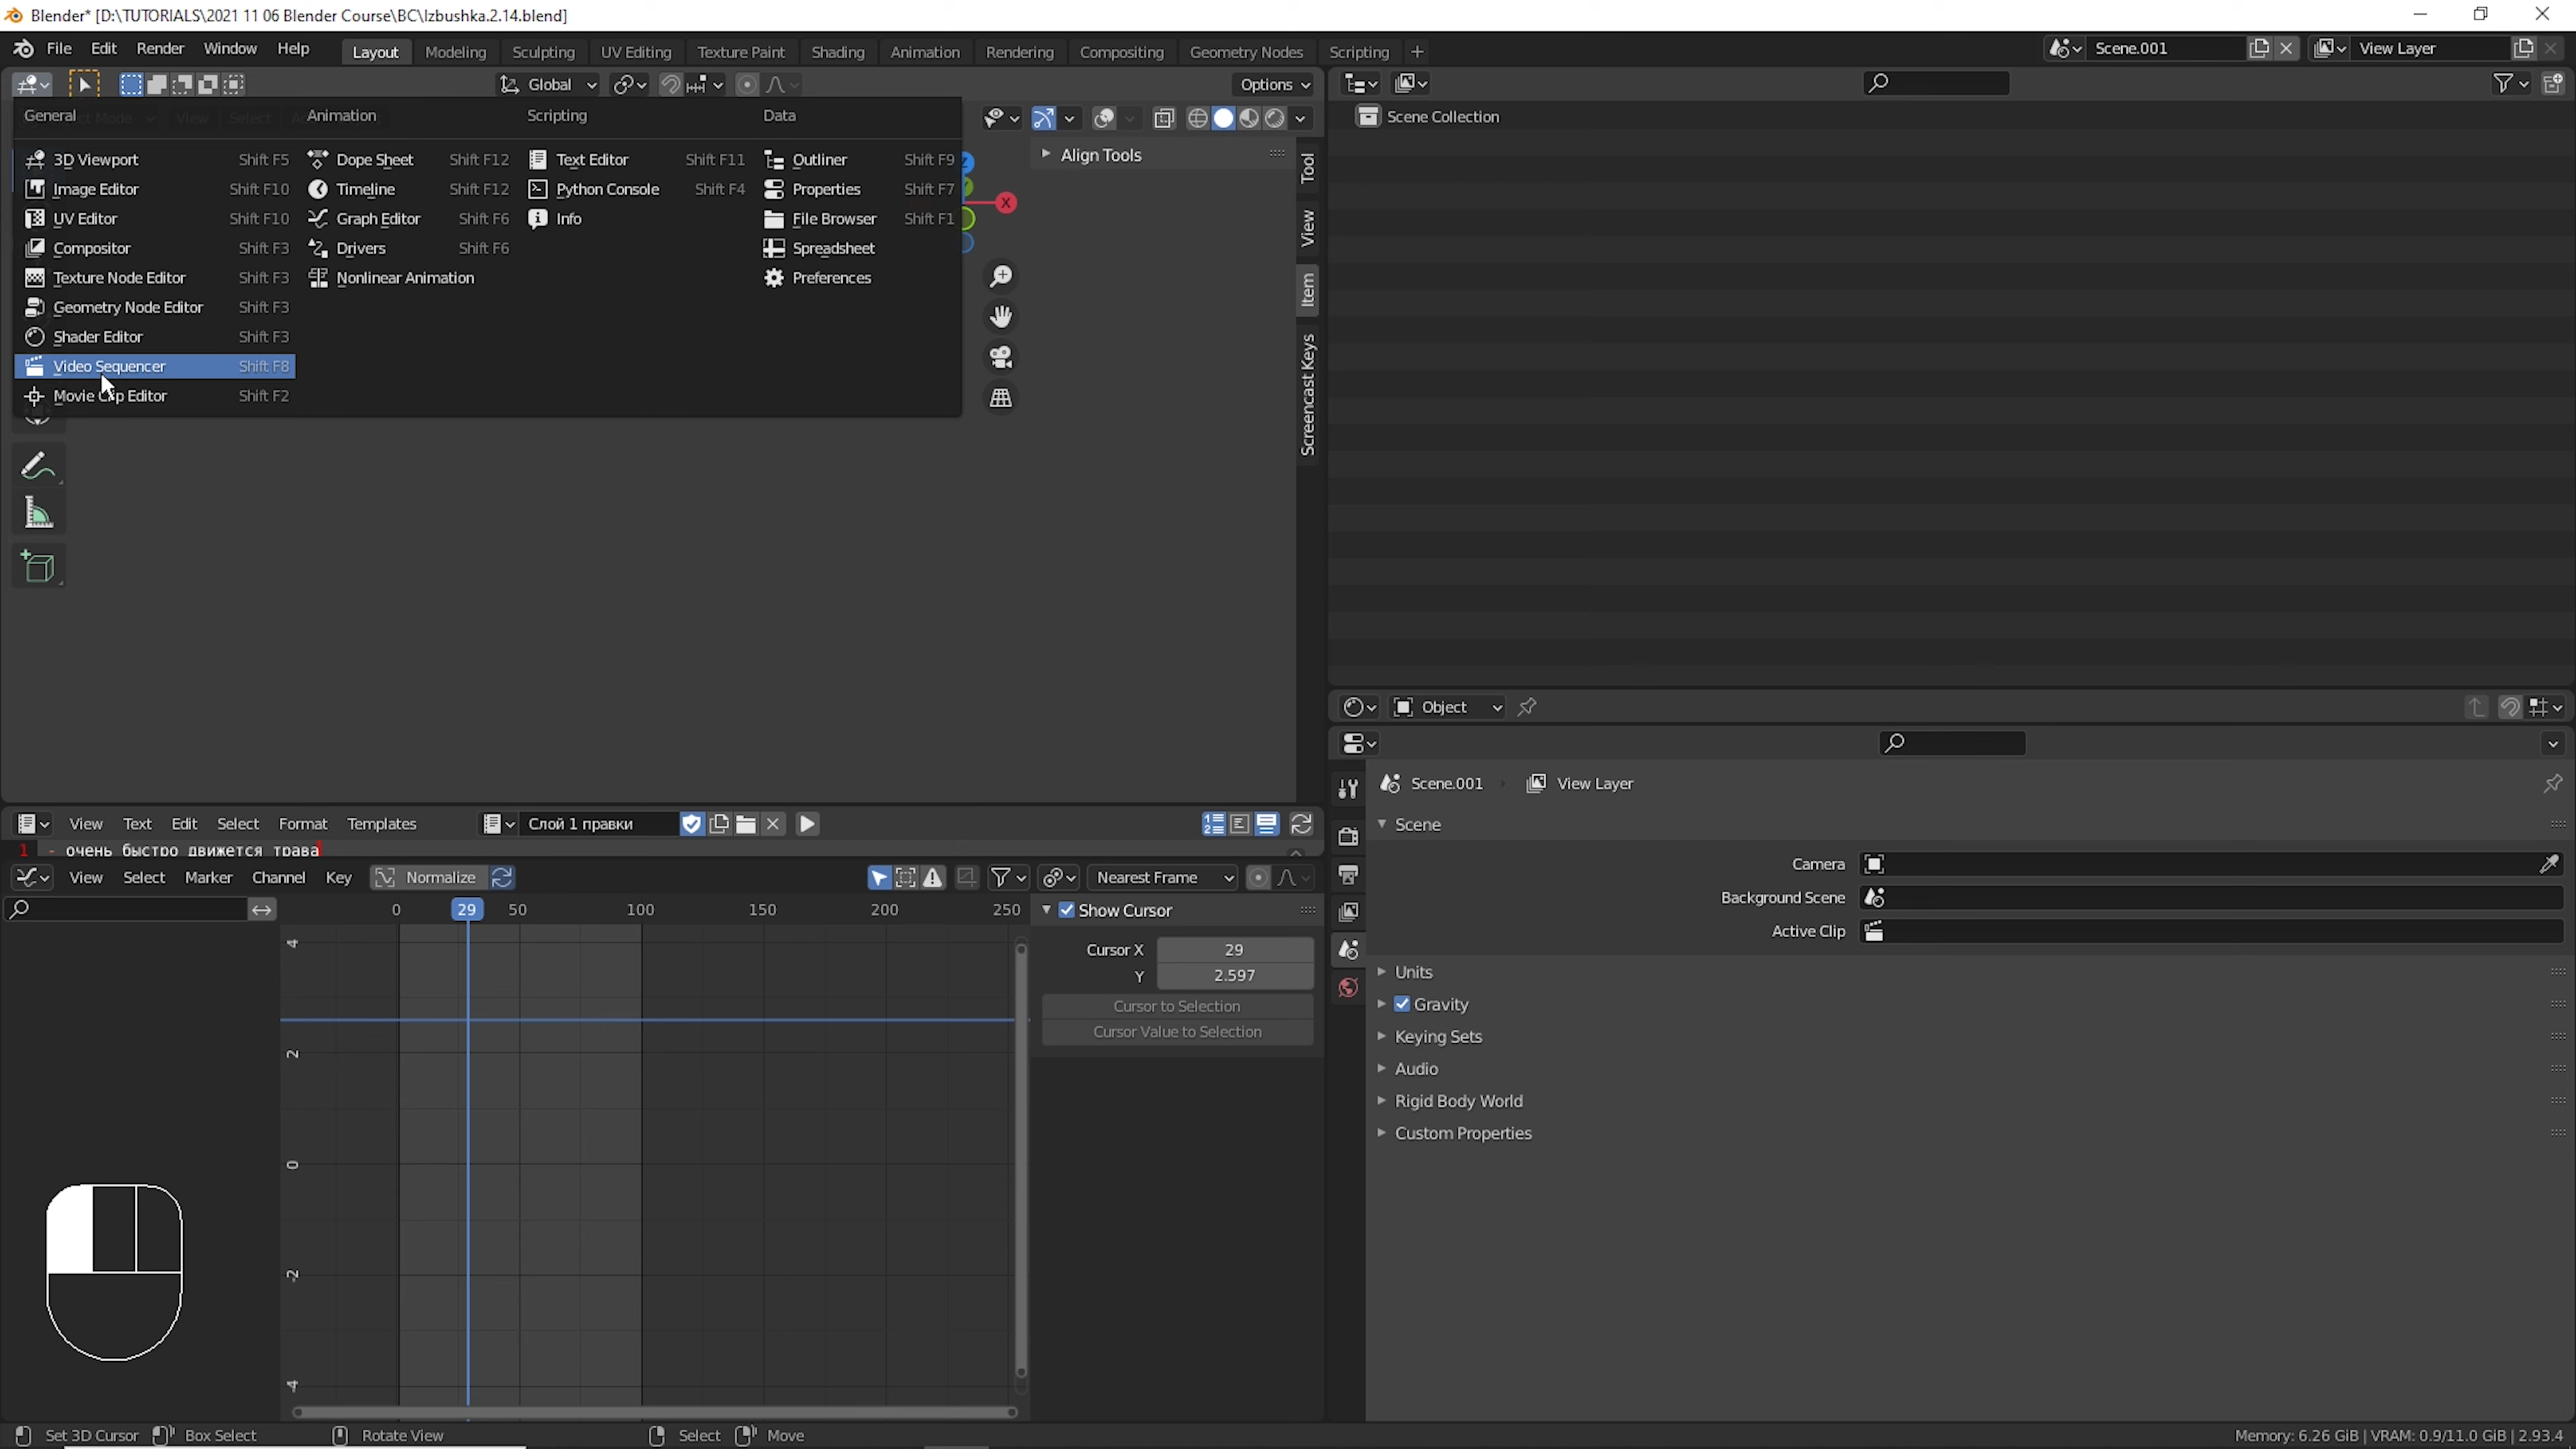 Blender* [D:\TUTORIALS\2021 11 06 Blender Course\BC\Izbushka.2.14.blend]
File Edit Render Window Help Layout Modeling Sculpting UV Editing Texture Paint Shading Animation Rendering Compositing Geometry Nodes Scripting + Scene.001 View Layer
Global Options
General Animation Scripting Data
3D Viewport Shift F5 Dope Sheet Shift F12 Text Editor Shift F11 Outliner Shift F9
Image Editor Shift F10 Timeline Shift F12 Python Console Shift F4 Properties Shift F7
UV Editor Shift F10 Graph Editor Shift F6 Info File Browser Shift F1
Compositor Shift F3 Drivers Shift F6 Spreadsheet
Texture Node Editor Shift F3 Nonlinear Animation Preferences
Geometry Node Editor Shift F3
Shader Editor Shift F3
Video Sequencer Shift F8
Movie Clip Editor Shift F2
X
Align Tools
Tool
View
Item
Screencast Keys
Scene Collection
Object
Scene.001 View Layer
Scene
Camera
Background Scene
Active Clip
Units
Gravity
Keying Sets
Audio
Rigid Body World
Custom Properties
View Text Edit Select Format Templates Слой 1 правки
1 - очень быстро движется трава
View Select Marker Channel Key Normalize Nearest Frame
0 29 50 100 150 200 250
4
2
0
-2
-4
Show Cursor
Cursor X 29
Y 2.597
Cursor to Selection
Cursor Value to Selection
Set 3D Cursor Box Select Rotate View Select Move Memory: 6.26 GiB | VRAM: 0.9/11.0 GiB | 2.93.4